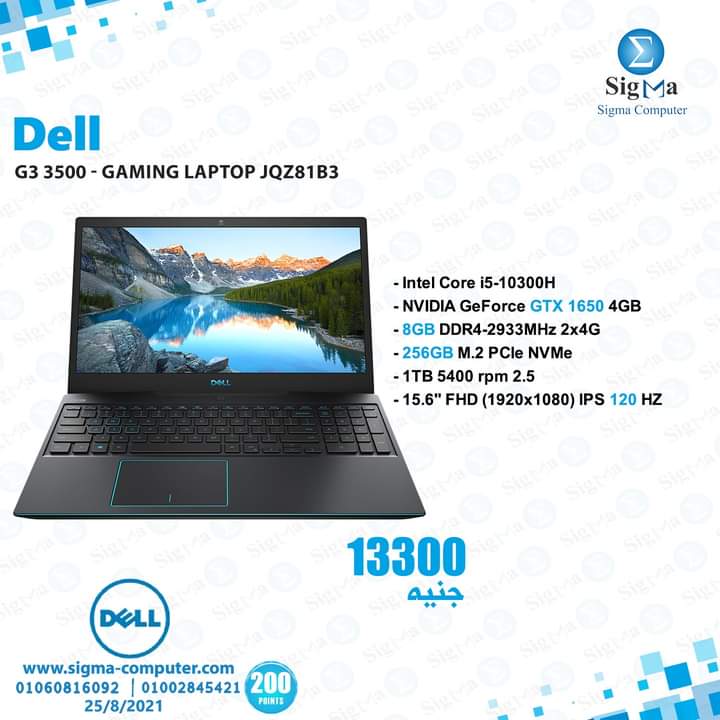 Σ
SigMa
Sigma Computer
Dell
G3 3500 - GAMING LAPTOP JQZ81B3
- Intel Core i5-10300H
- NVIDIA GeForce GTX 1650 4GB
- 8GB DDR4-2933MHz 2x4G
- 256GB M.2 PCIe NVMe
- 1TB 5400 rpm 2.5
- 15.6" FHD (1920x1080) IPS 120 HZ
DELL
13300
جنيه
DELL
www.sigma-computer.com
01060816092 | 01002845421
200
POINTS
25/8/2021